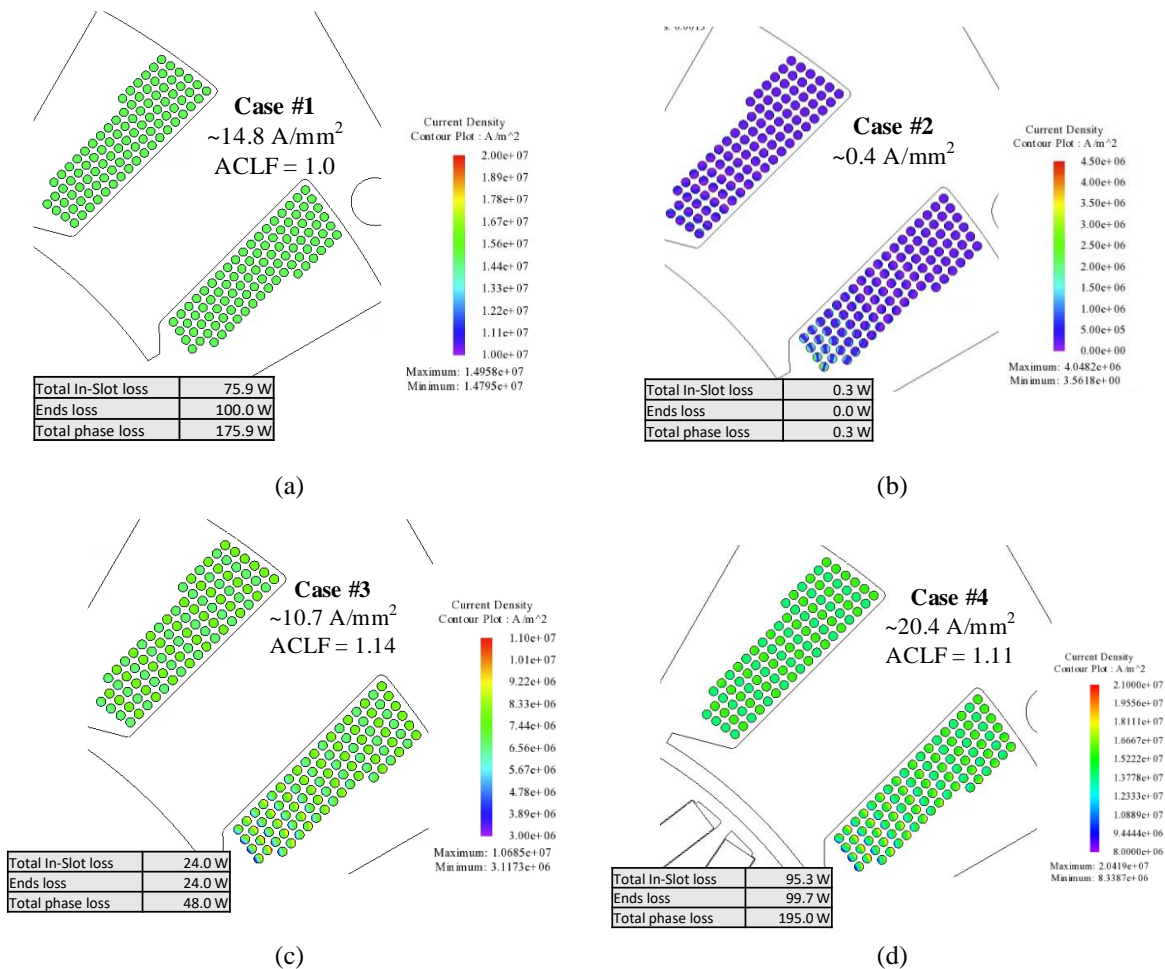 Case #1
~14.8 A/mm²
ACLF = 1.0
Current Density
Contour Plot : A/m^2
2.00e+07
1.89e+07
1.78e+07
1.67e+07
1.56e+07
1.44e+07
1.33e+07
1.22e+07
1.11e+07
1.00e+07
Maximum: 1.4958e+07
Minimum: 1.4795e+07
Total In-Slot loss 75.9 W
Ends loss 100.0 W
Total phase loss 175.9 W
(a)
s: 0.0015
Case #2
~0.4 A/mm²
Current Density
Contour Plot : A/m^2
4.50e+06
4.00e+06
3.50e+06
3.00e+06
2.50e+06
2.00e+06
1.50e+06
1.00e+06
5.00e+05
0.00e+00
Maximum: 4.0482e+06
Minimum: 3.5618e+00
Total In-Slot loss 0.3 W
Ends loss 0.0 W
Total phase loss 0.3 W
(b)
Case #3
~10.7 A/mm²
ACLF = 1.14
Current Density
Contour Plot : A/m^2
1.10e+07
1.01e+07
9.22e+06
8.33e+06
7.44e+06
6.56e+06
5.67e+06
4.78e+06
3.89e+06
3.00e+06
Maximum: 1.0685e+07
Minimum: 3.1173e+06
Total In-Slot loss 24.0 W
Ends loss 24.0 W
Total phase loss 48.0 W
(c)
Case #4
~20.4 A/mm²
ACLF = 1.11
Current Density
Contour Plot : A/m^2
2.1000e+07
1.9556e+07
1.8111e+07
1.6667e+07
1.5222e+07
1.3778e+07
1.2333e+07
1.0889e+07
9.4444e+06
8.0000e+06
Maximum: 2.0419e+07
Minimum: 8.3387e+06
Total In-Slot loss 95.3 W
Ends loss 99.7 W
Total phase loss 195.0 W
(d)